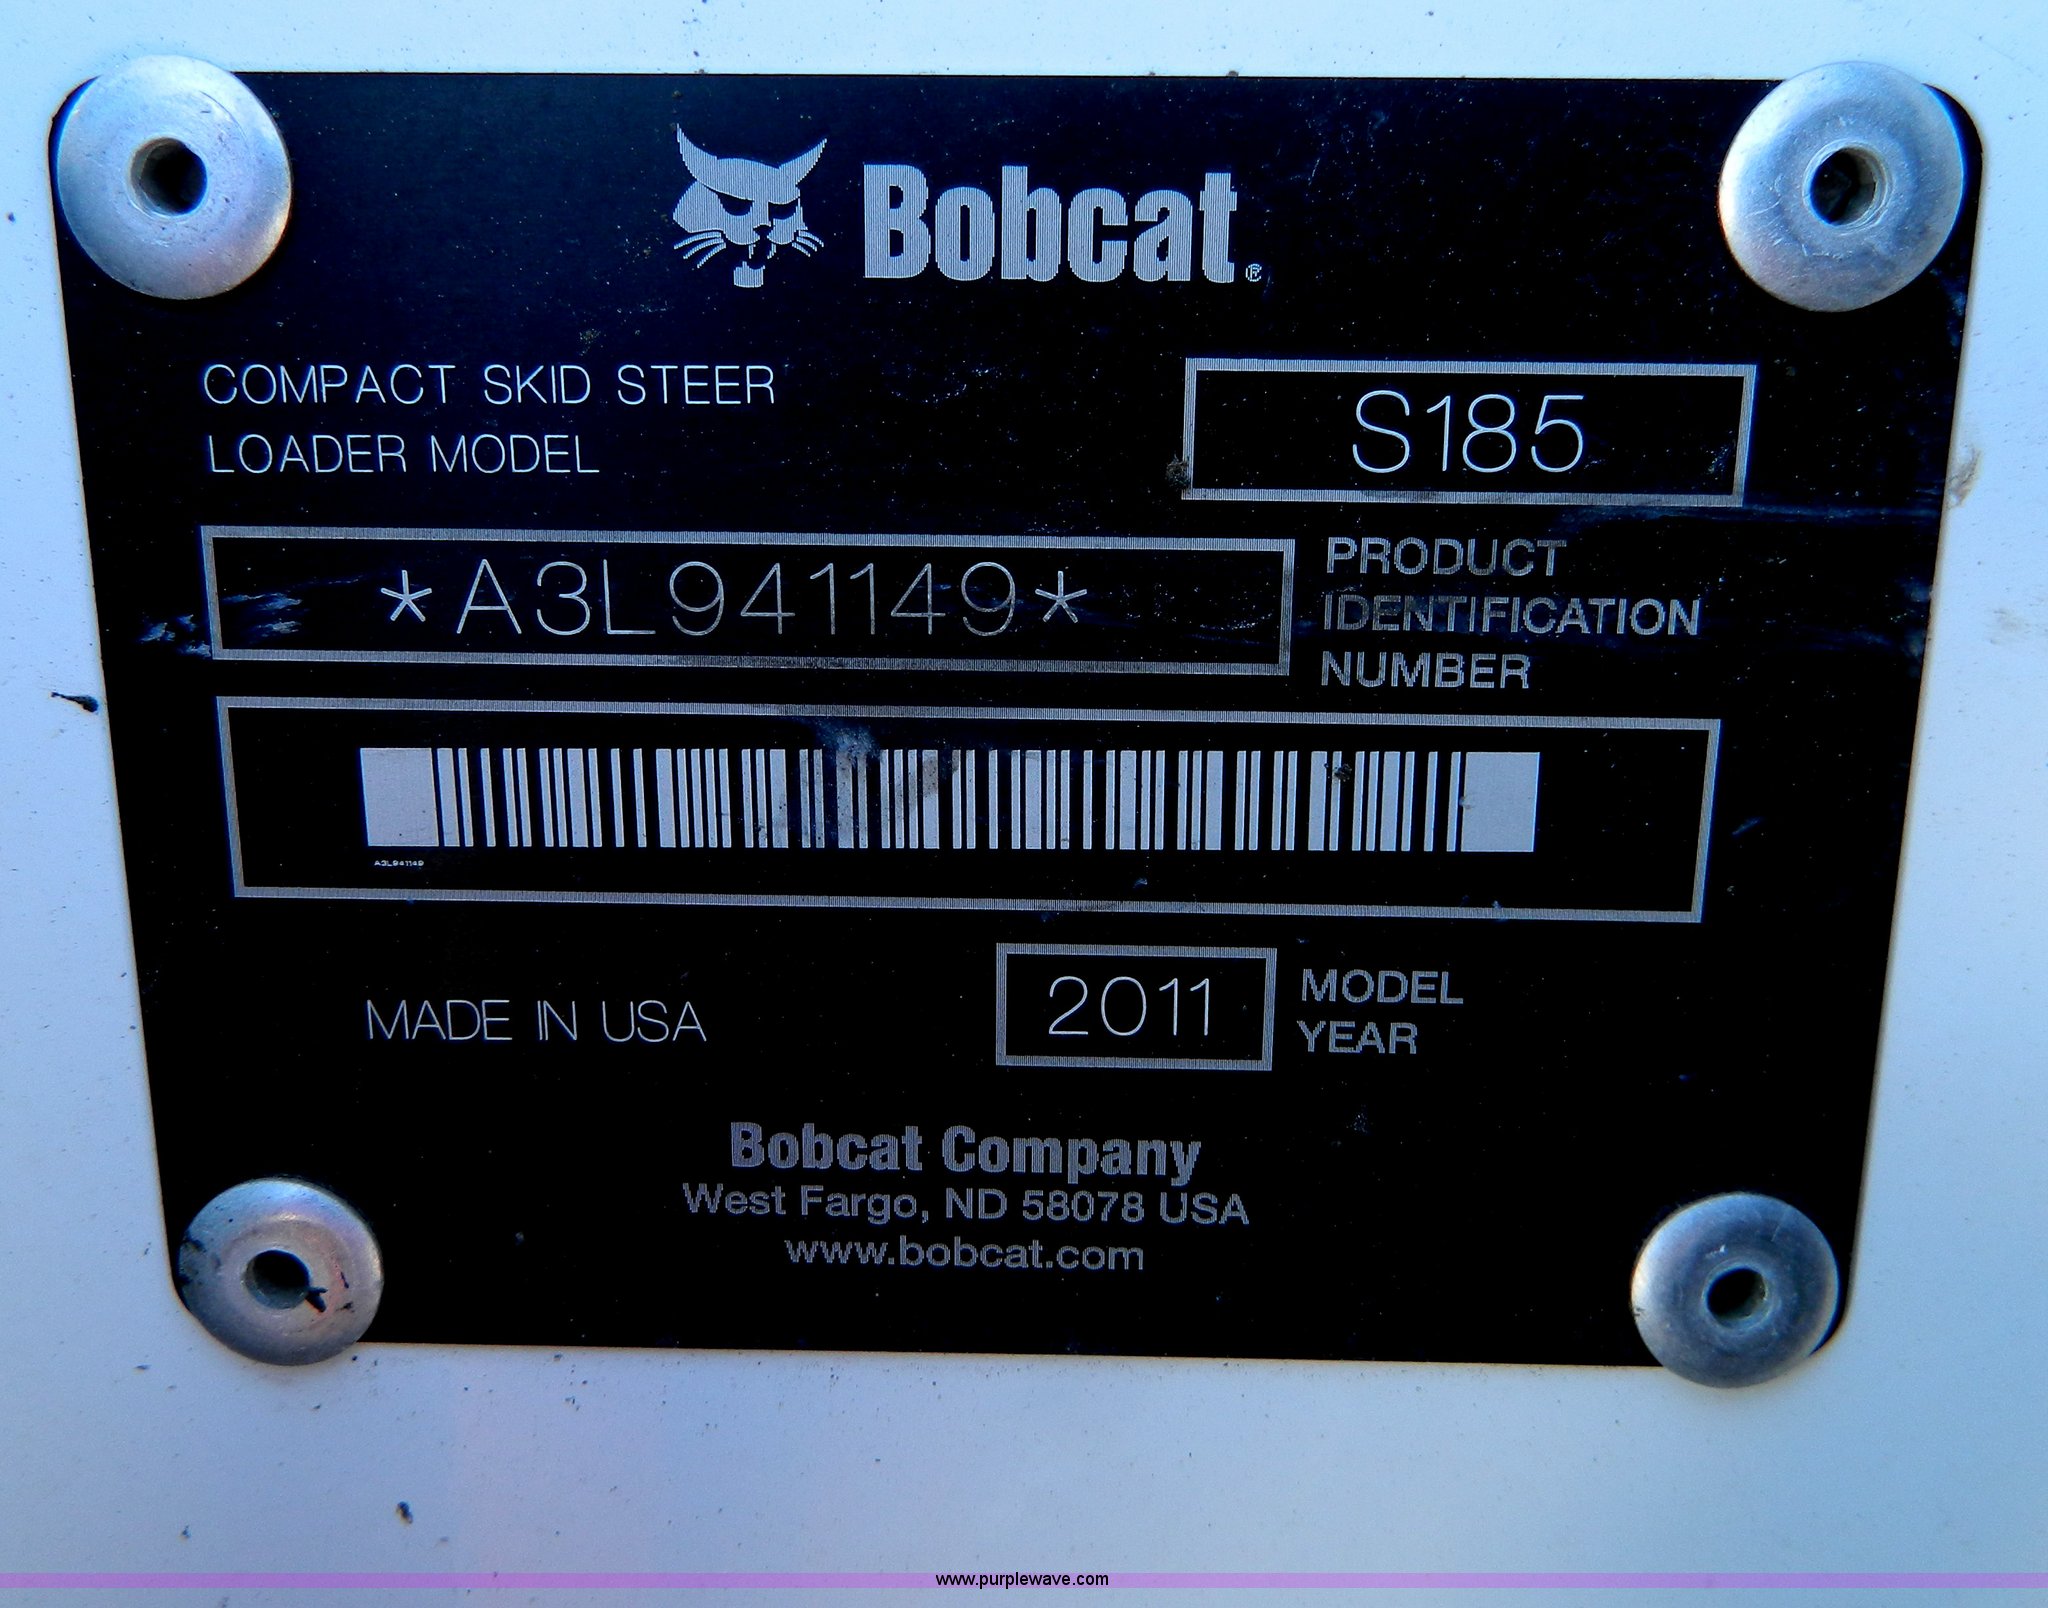 Bobcat®
COMPACT SKID STEER
LOADER MODEL
S185
*A3L941149*
PRODUCT
IDENTIFICATION
NUMBER
A3L941149
MADE IN USA
2011
MODEL
YEAR
Bobcat Company
West Fargo, ND 58078 USA
www.bobcat.com
www.purplewave.com